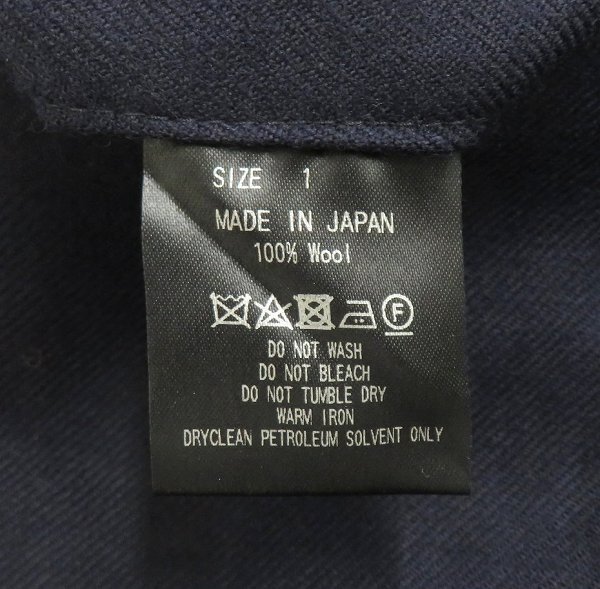 SIZE 1
MADE IN JAPAN
100% Wool
F
DO NOT WASH
DO NOT BLEACH
DO NOT TUMBLE DRY
WARM IRON
DRYCLEAN PETROLEUM SOLVENT ONLY